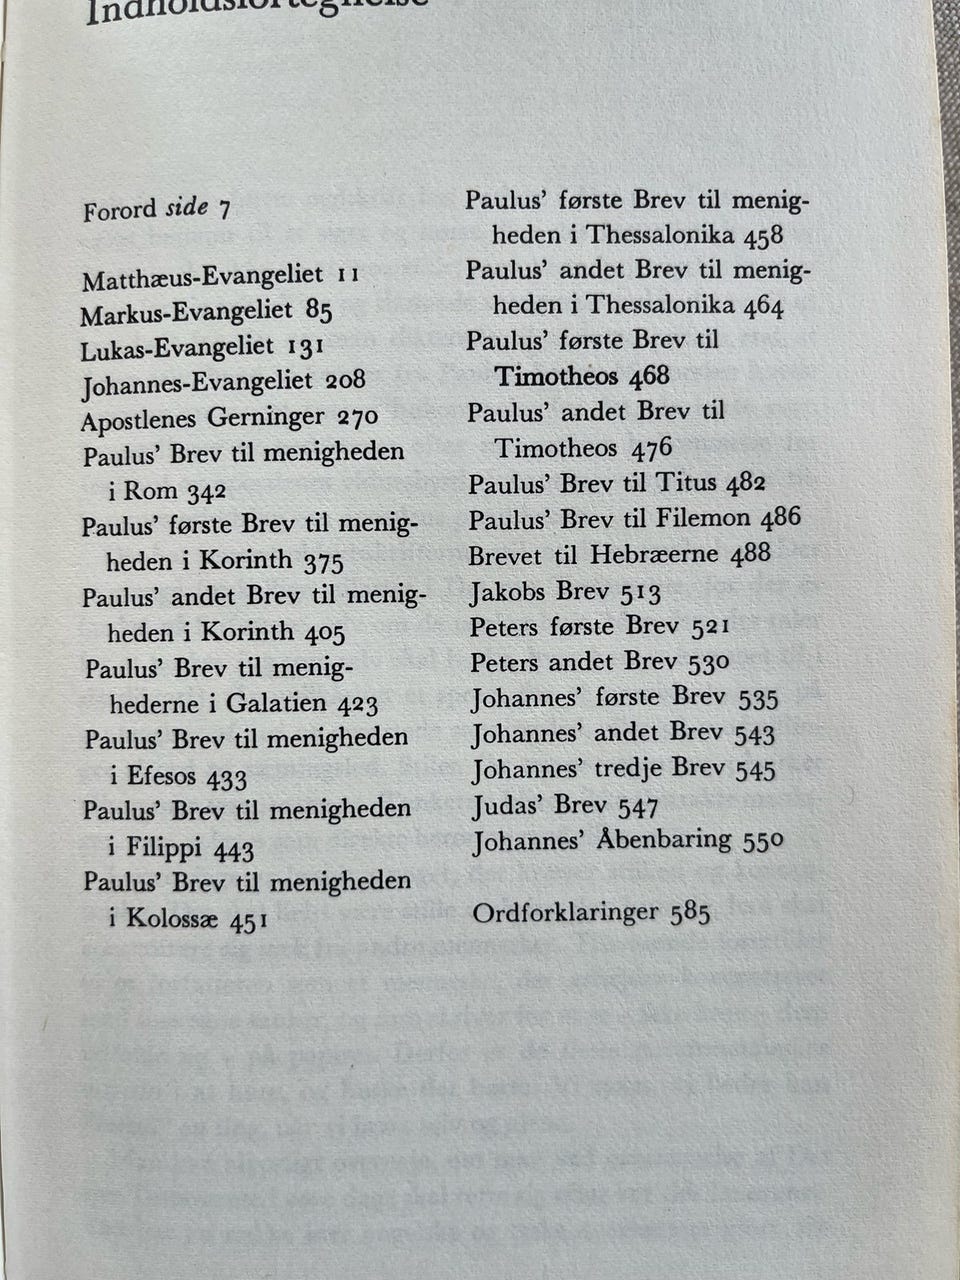 Indholdsfortegnelse
Forord side 7
Matthæus-Evangeliet 11
Markus-Evangeliet 85
Lukas-Evangeliet 131
Johannes-Evangeliet 208
Apostlenes Gerninger 270
Paulus’ Brev til menigheden
i Rom 342
Paulus’ første Brev til menig-
heden i Korinth 375
Paulus’ andet Brev til menig-
heden i Korinth 405
Paulus’ Brev til menig-
hederne i Galatien 423
Paulus’ Brev til menigheden
i Efesos 433
Paulus’ Brev til menigheden
i Filippi 443
Paulus’ Brev til menigheden
i Kolossæ 451
Paulus’ første Brev til menig-
heden i Thessalonika 458
Paulus’ andet Brev til menig-
heden i Thessalonika 464
Paulus’ første Brev til
Timotheos 468
Paulus’ andet Brev til
Timotheos 476
Paulus’ Brev til Titus 482
Paulus’ Brev til Filemon 486
Brevet til Hebræerne 488
Jakobs Brev 513
Peters første Brev 521
Peters andet Brev 530
Johannes’ første Brev 535
Johannes’ andet Brev 543
Johannes’ tredje Brev 545
Judas’ Brev 547
Johannes’ Åbenbaring 550
Ordforklaringer 585